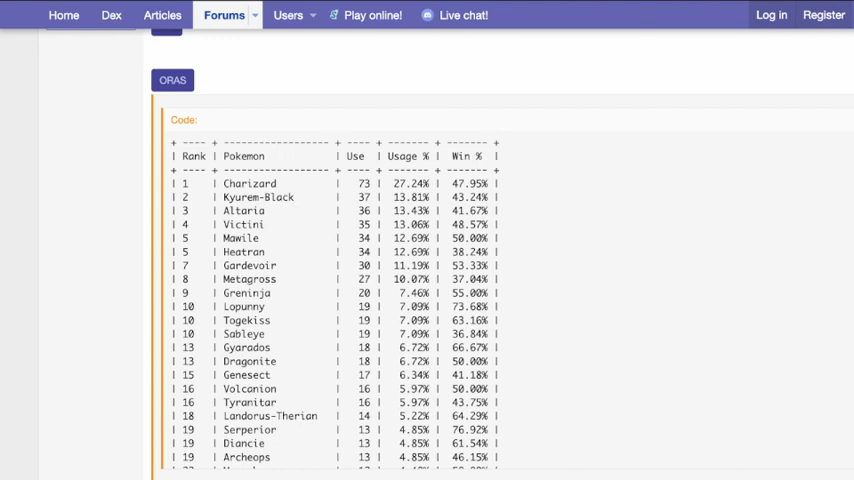 Home Dex Articles Forums Users Play online! Live chat! Log in Register
ORAS
Code:
+ ---- + ------------------ + ---- + ------- + ------- +
| Rank | Pokemon | Use | Usage % | Win % |
+ ---- + ------------------ + ---- + ------- + ------- +
| 1 | Charizard | 73 | 27.24% | 47.95% |
| 2 | Kyurem-Black | 37 | 13.81% | 43.24% |
| 3 | Altaria | 36 | 13.43% | 41.67% |
| 4 | Victini | 35 | 13.06% | 48.57% |
| 5 | Mawile | 34 | 12.69% | 50.00% |
| 5 | Heatran | 34 | 12.69% | 38.24% |
| 7 | Gardevoir | 30 | 11.19% | 53.33% |
| 8 | Metagross | 27 | 10.07% | 37.04% |
| 9 | Greninja | 20 | 7.46% | 55.00% |
| 10 | Lopunny | 19 | 7.09% | 73.68% |
| 10 | Togekiss | 19 | 7.09% | 63.16% |
| 10 | Sableye | 19 | 7.09% | 36.84% |
| 13 | Gyarados | 18 | 6.72% | 66.67% |
| 13 | Dragonite | 18 | 6.72% | 50.00% |
| 15 | Genesect | 17 | 6.34% | 41.18% |
| 16 | Volcanion | 16 | 5.97% | 50.00% |
| 16 | Tyranitar | 16 | 5.97% | 43.75% |
| 18 | Landorus-Therian | 14 | 5.22% | 64.29% |
| 19 | Serperior | 13 | 4.85% | 76.92% |
| 19 | Diancie | 13 | 4.85% | 61.54% |
| 19 | Archeops | 13 | 4.85% | 46.15% |